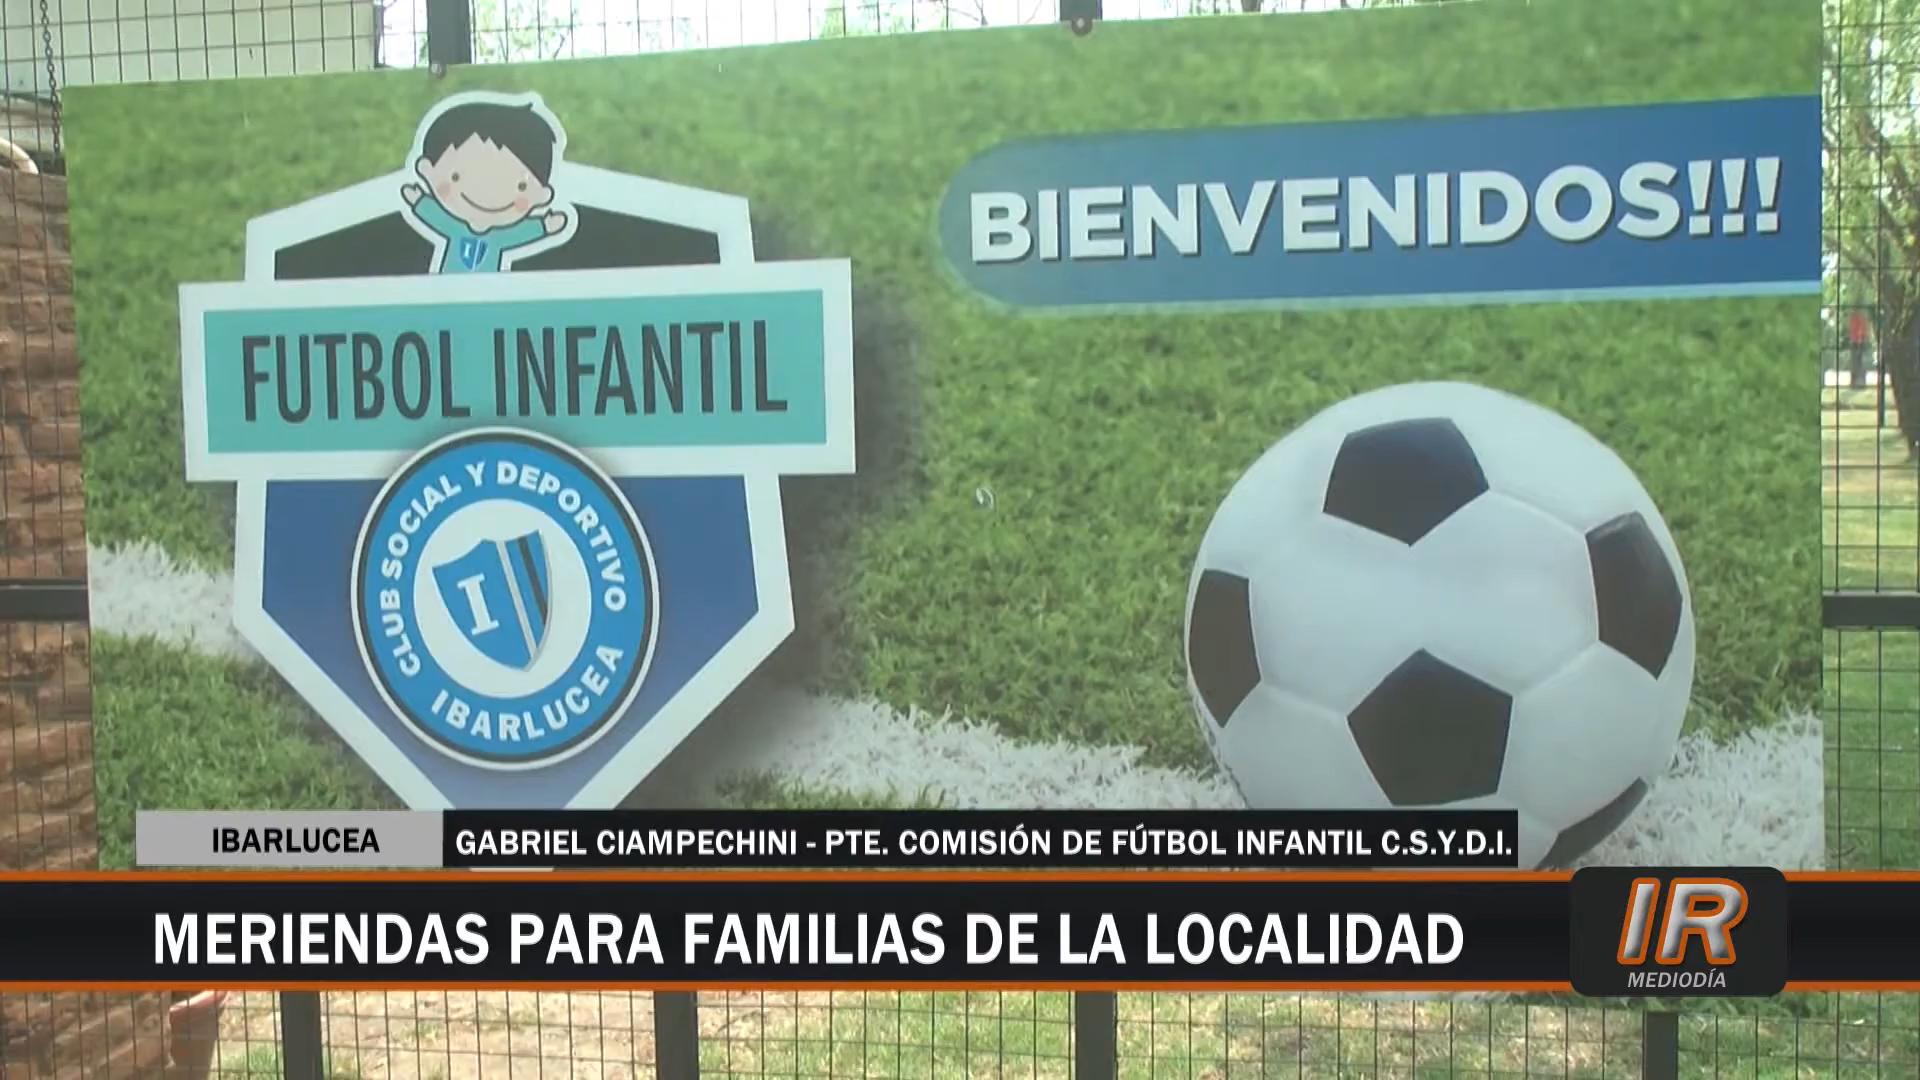 BIENVENIDOS!!!
I
FUTBOL INFANTIL
CLUB SOCIAL Y DEPORTIVO
I
IBARLUCEA
IBARLUCEA
GABRIEL CIAMPECHINI - PTE. COMISIÓN DE FÚTBOL INFANTIL C.S.Y.D.I.
MERIENDAS PARA FAMILIAS DE LA LOCALIDAD
IR
MEDIODÍA